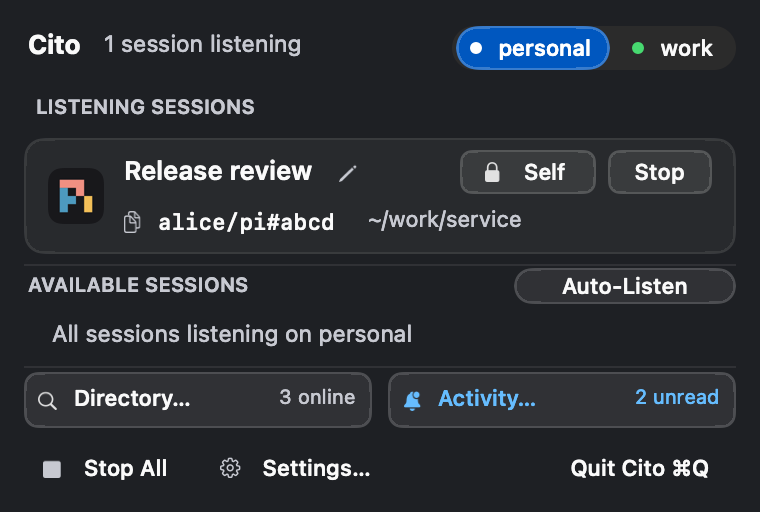 Cito 1 session listening personal work
LISTENING SESSIONS
Release review Self Stop
alice/pi#abcd ~/work/service
AVAILABLE SESSIONS Auto-Listen
All sessions listening on personal
Directory... 3 online Activity... 2 unread
Stop All Settings... Quit Cito ⌘Q